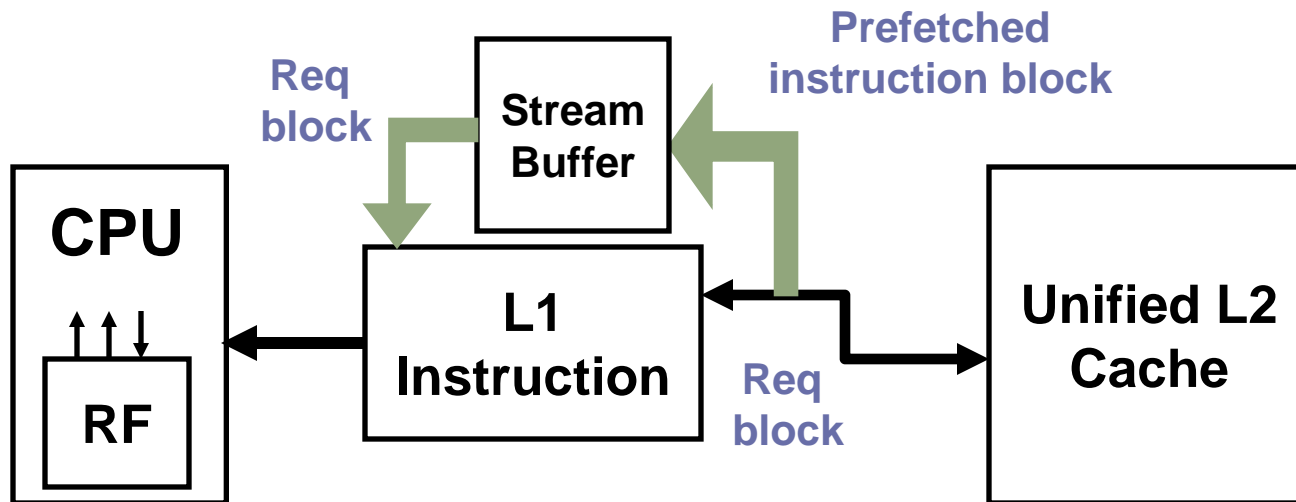 Prefetched
instruction block
Req
block
Stream
Buffer
CPU
RF
L1
Instruction
Req
block
Unified L2
Cache